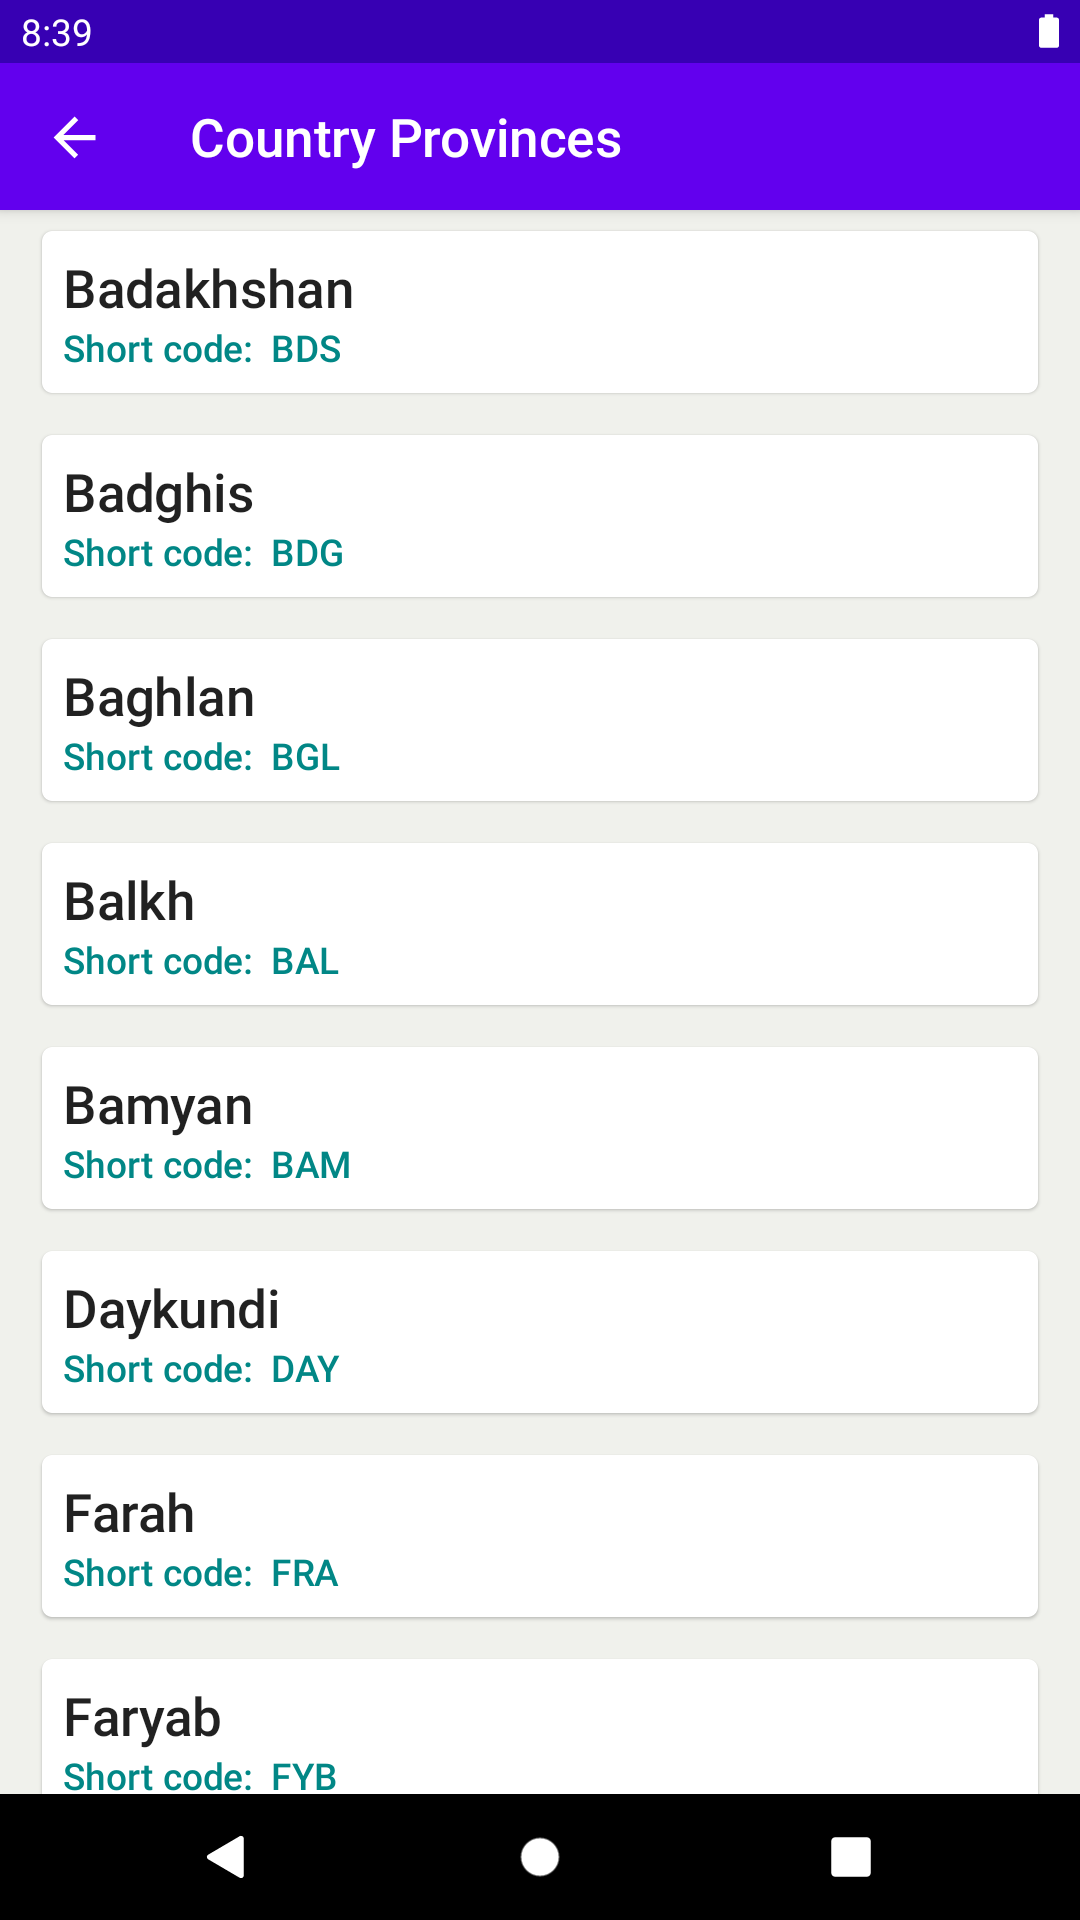 8:39
Country Provinces
Badakhshan
Short code: BDS
Badghis
Short code: BDG
Baghlan
Short code: BGL
Balkh
Short code: BAL
Bamyan
Short code: BAM
Daykundi
Short code: DAY
Farah
Short code: FRA
Faryab
Short code: FYB